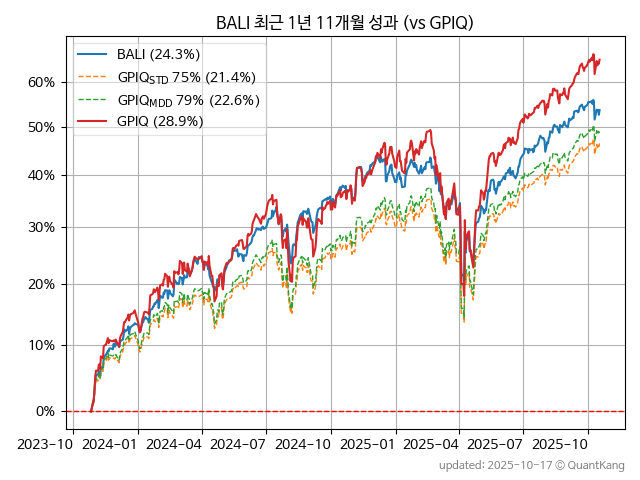 BALI 최근 1년 11개월 성과 (vs GPIQ)
BALI (24.3%)
GPIQSTD 75% (21.4%)
GPIQMDD 79% (22.6%)
GPIQ (28.9%)
60%
50%
40%
30%
20%
10%
0%
2023-10 2024-01 2024-04 2024-07 2024-10 2025-01 2025-04 2025-07 2025-10
updated: 2025-10-17 © QuantKang